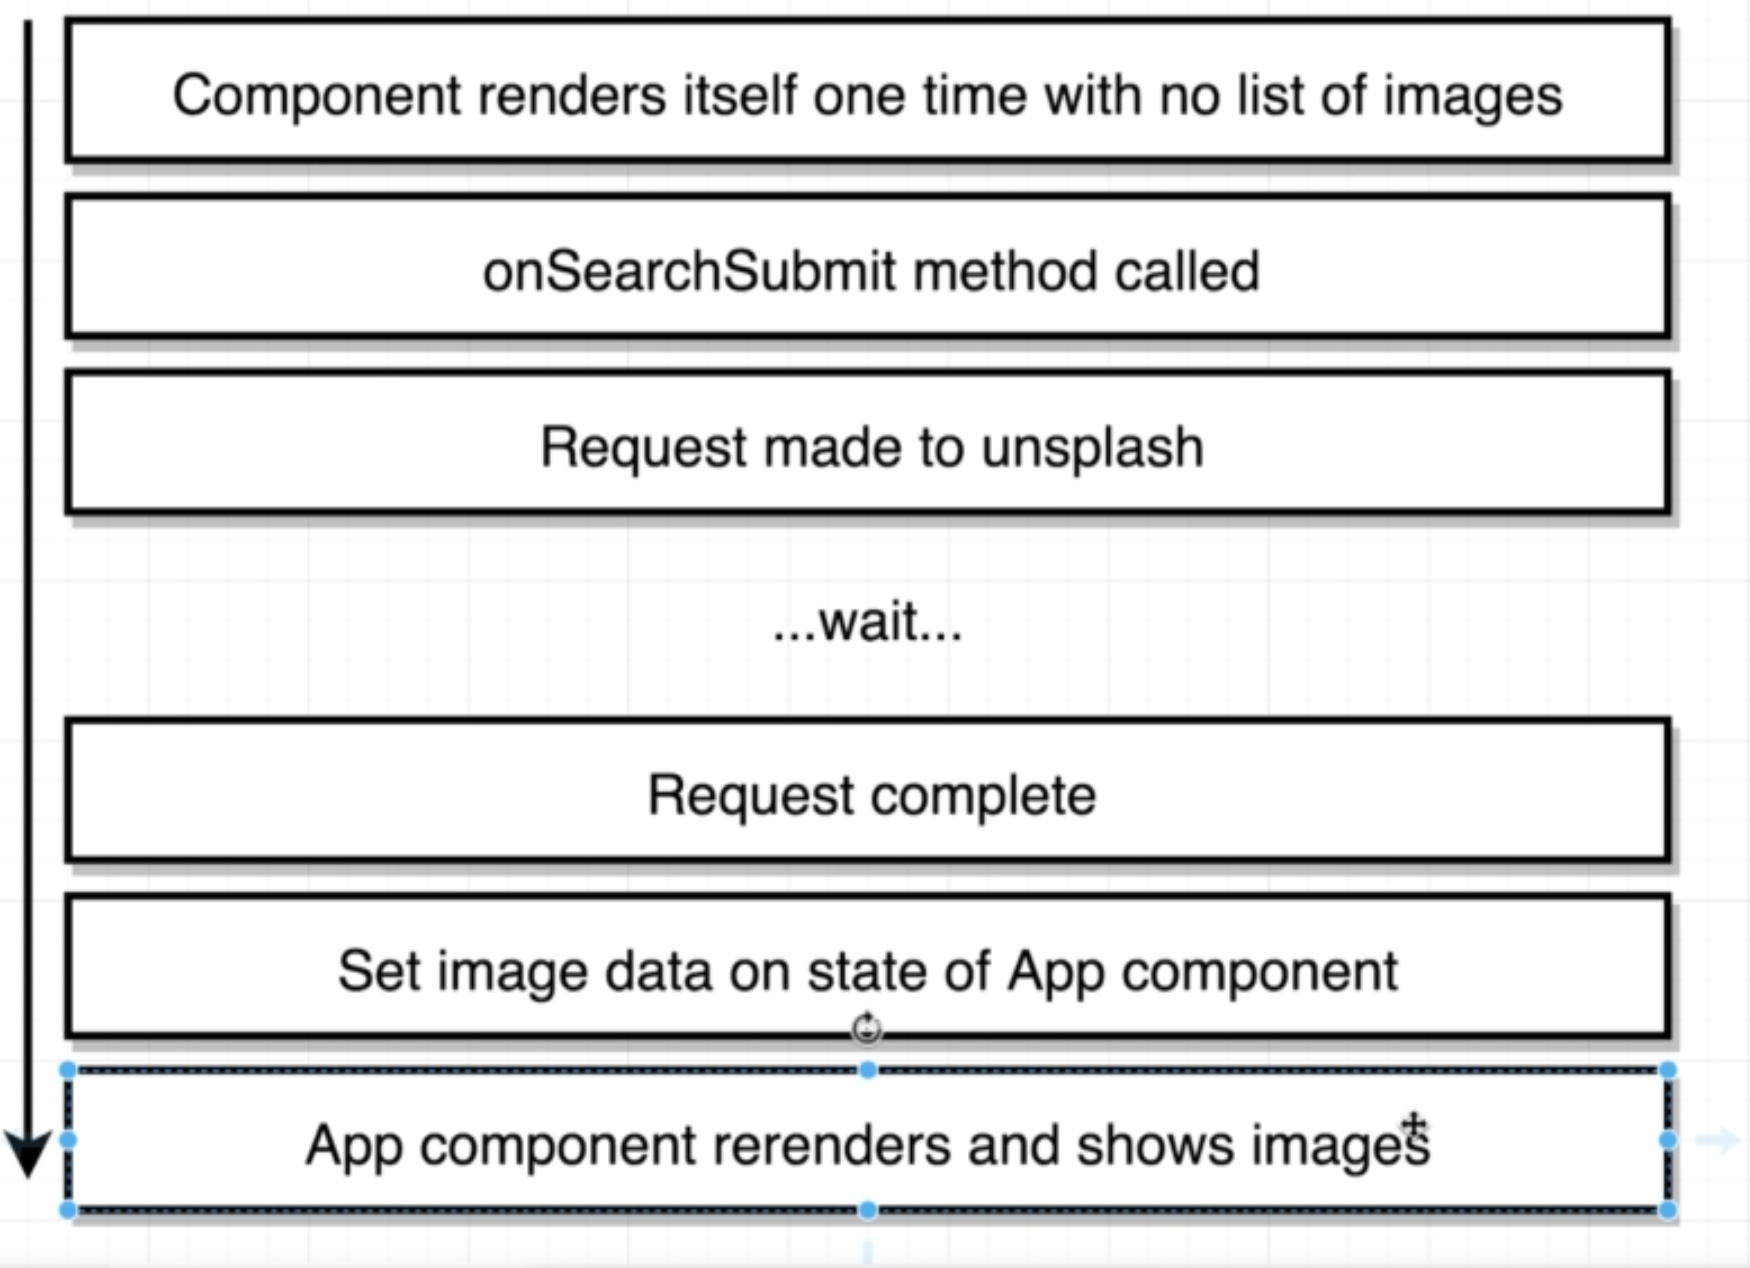 Component renders itself one time with no list of images
onSearchSubmit method called
Request made to unsplash
...wait...
Request complete
Set image data on state of App component
App component rerenders and shows images